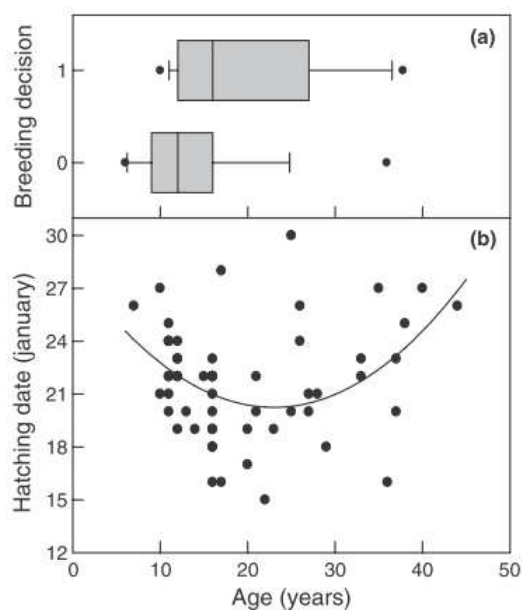 (a)
Breeding decision
1
0
(b)
Hatching date (january)
30
27
24
21
18
15
12
0 10 20 30 40 50
Age (years)